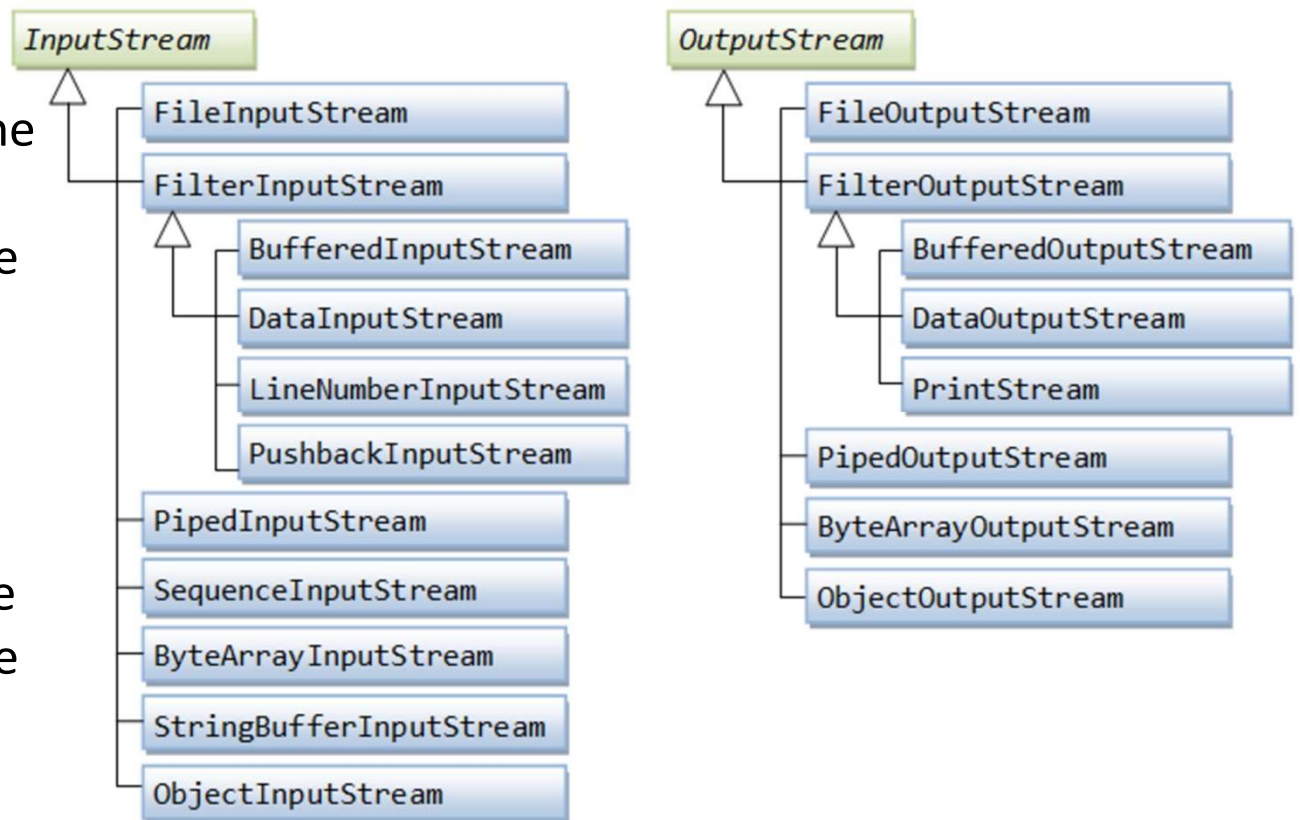 InputStream
FileInputStream
FilterInputStream
BufferedInputStream
DataInputStream
LineNumberInputStream
PushbackInputStream
PipedInputStream
SequenceInputStream
ByteArrayInputStream
StringBufferInputStream
ObjectInputStream
OutputStream
FileOutputStream
FilterOutputStream
BufferedOutputStream
DataOutputStream
PrintStream
PipedOutputStream
ByteArrayOutputStream
ObjectOutputStream